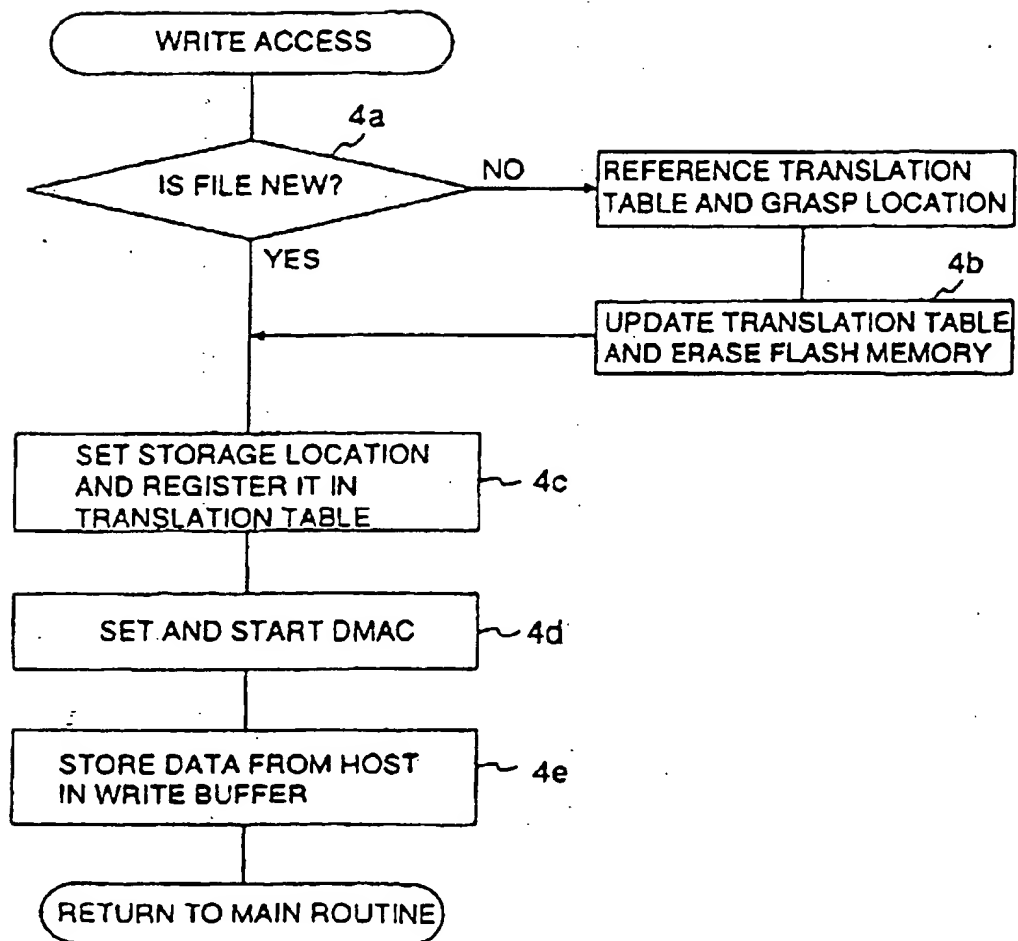 WRITE ACCESS
4a
IS FILE NEW?
NO
REFERENCE TRANSLATION
TABLE AND GRASP LOCATION
YES
4b
UPDATE TRANSLATION TABLE
AND ERASE FLASH MEMORY
SET STORAGE LOCATION
AND REGISTER IT IN
TRANSLATION TABLE
4c
SET AND START DMAC
4d
STORE DATA FROM HOST
IN WRITE BUFFER
4e
RETURN TO MAIN ROUTINE